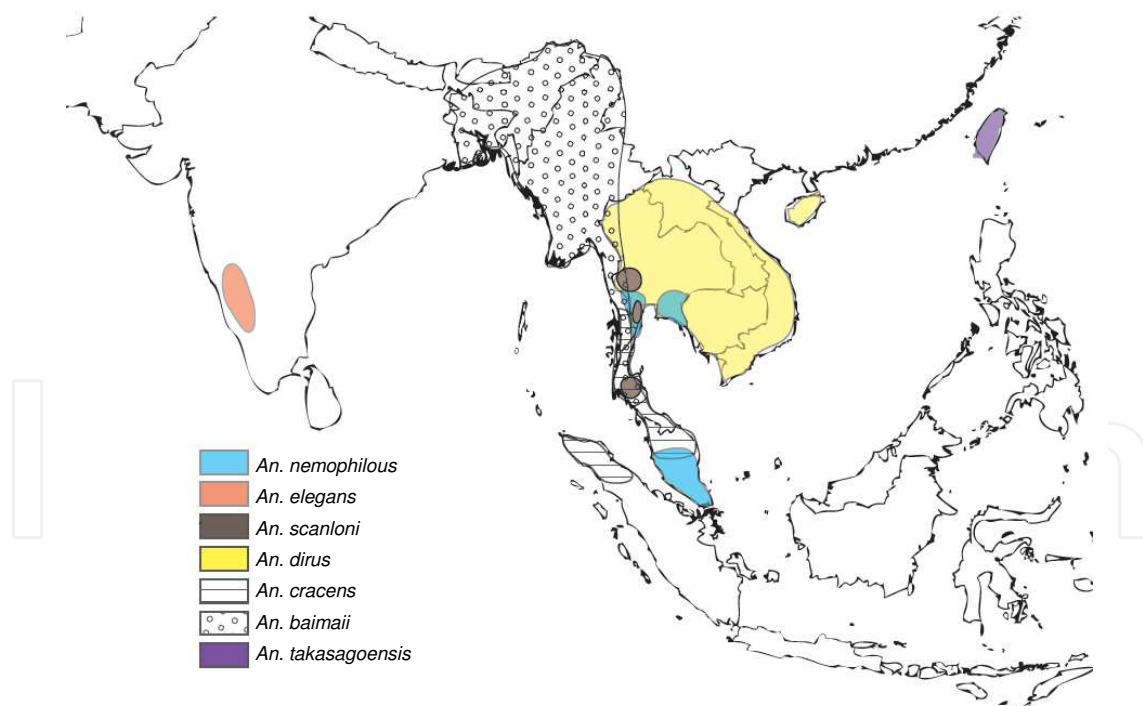 An. nemophilous
An. elegans
An. scanloni
An. dirus
An. cracens
An. baimaii
An. takasagoensis